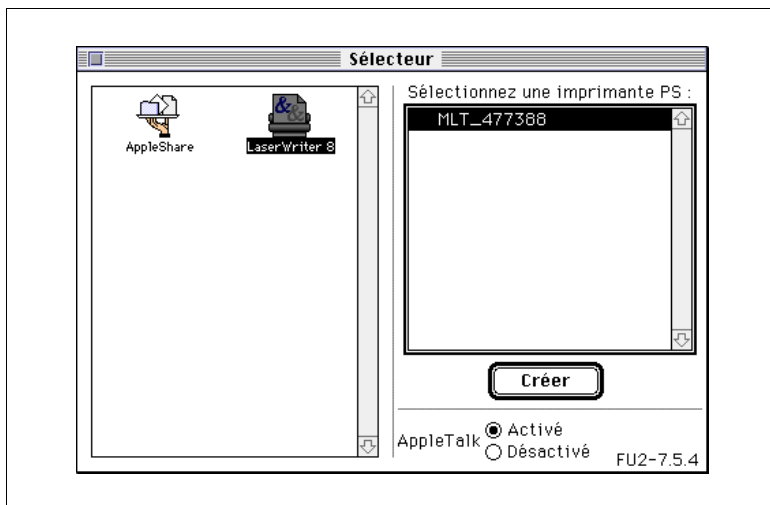 Sélecteur
AppleShare
LaserWriter 8
Sélectionnez une imprimante PS :
MLT_477388
Créer
AppleTalk
Activé
Désactivé
FU2-7.5.4